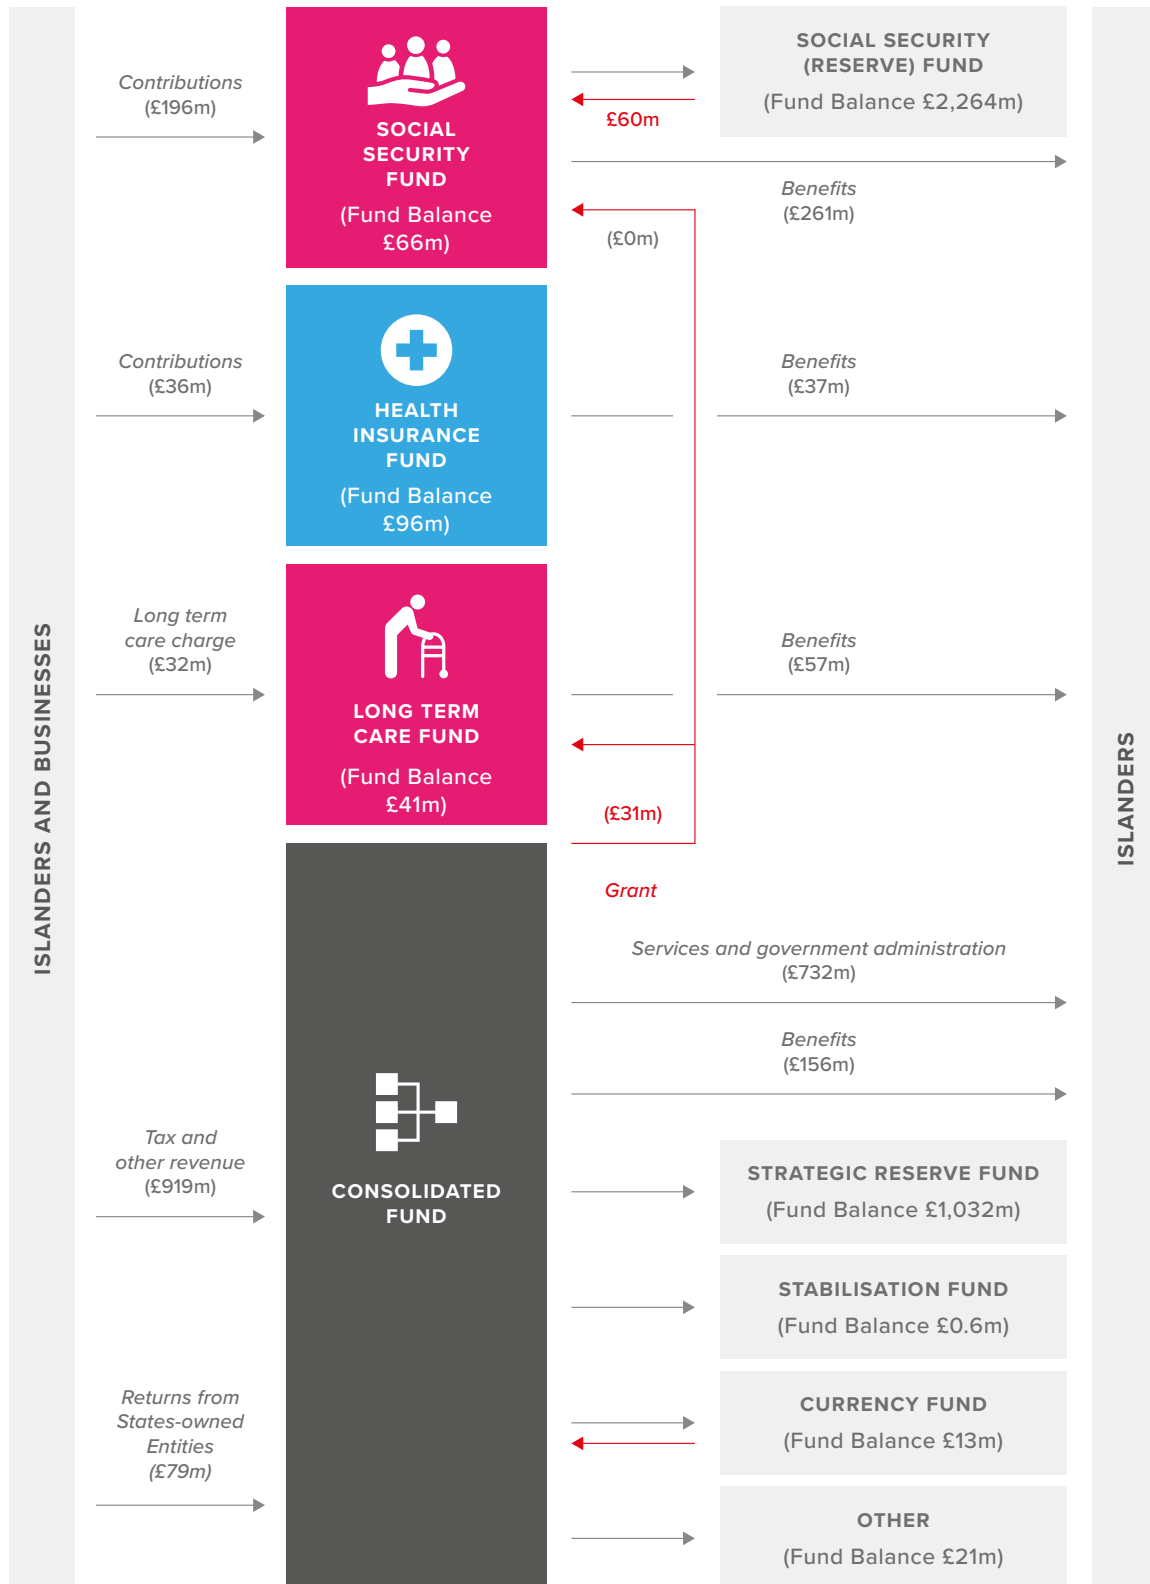 ISLANDERS AND BUSINESSES
Contributions
(£196m)
SOCIAL
SECURITY
FUND
(Fund Balance
£66m)
£60m
SOCIAL SECURITY
(RESERVE) FUND
(Fund Balance £2,264m)
Benefits
(£261m)
(£0m)
Contributions
(£36m)
HEALTH
INSURANCE
FUND
(Fund Balance
£96m)
Benefits
(£37m)
Long term
care charge
(£32m)
LONG TERM
CARE FUND
(Fund Balance
£41m)
Benefits
(£57m)
(£31m)
Grant
Services and government administration
(£732m)
Benefits
(£156m)
Tax and
other revenue
(£919m)
CONSOLIDATED
FUND
STRATEGIC RESERVE FUND
(Fund Balance £1,032m)
STABILISATION FUND
(Fund Balance £0.6m)
Returns from
States-owned
Entities
(£79m)
CURRENCY FUND
(Fund Balance £13m)
OTHER
(Fund Balance £21m)
ISLANDERS